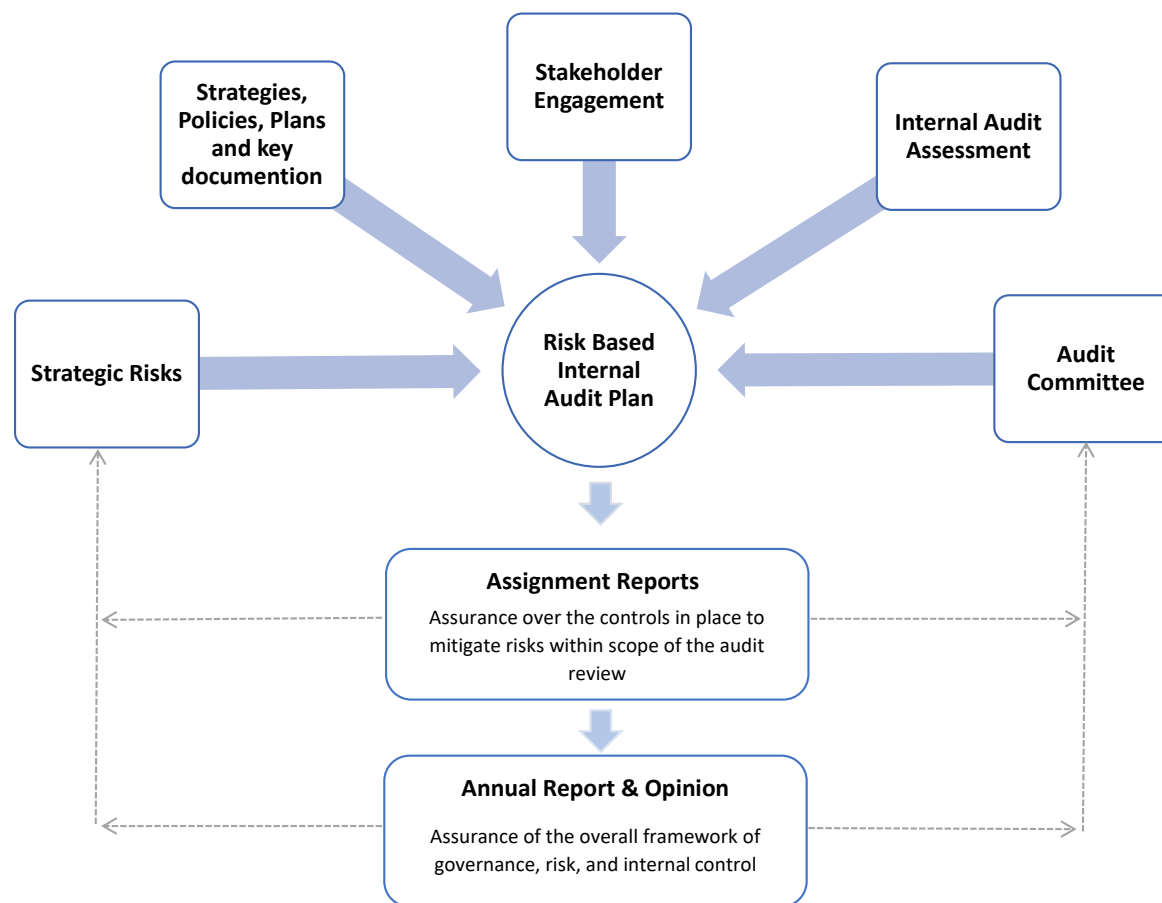 Stakeholder
Engagement
Strategies,
Policies, Plans
and key
documention
Internal Audit
Assessment
Strategic Risks
Risk Based
Internal
Audit Plan
Audit
Committee
Assignment Reports
Assurance over the controls in place to
mitigate risks within scope of the audit
review
Annual Report & Opinion
Assurance of the overall framework of
governance, risk, and internal control